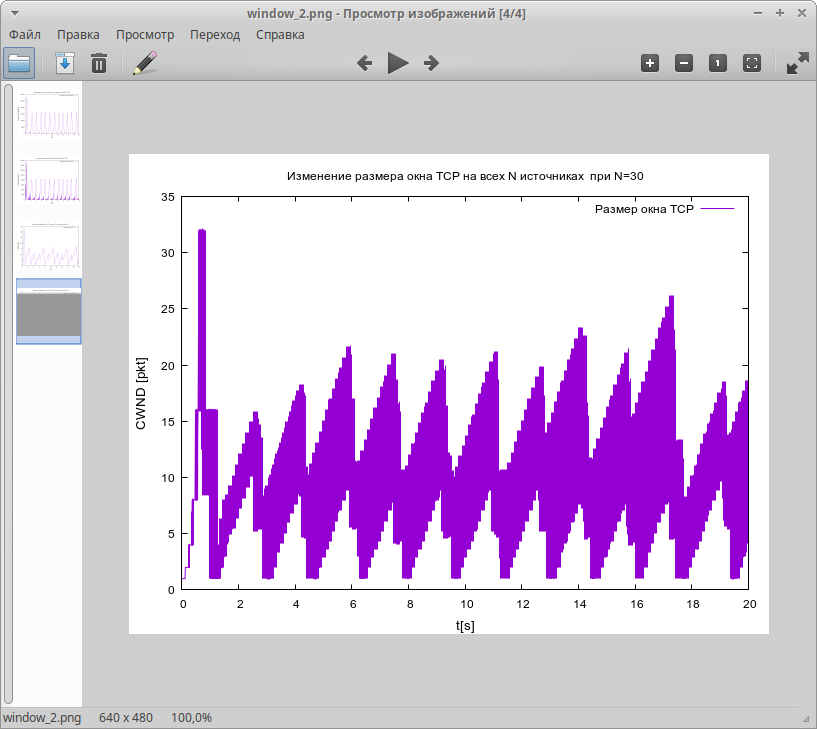 window_2.png - Просмотр изображений [4/4]
Файл Правка Просмотр Переход Справка
1
Изменение размера окна TCP на всех N источниках при N=30
Размер окна TCP
35
30
25
20
15
10
5
0
CWND [pkt]
0 2 4 6 8 10 12 14 16 18 20
t[s]
window_2.png 640 x 480 100,0%